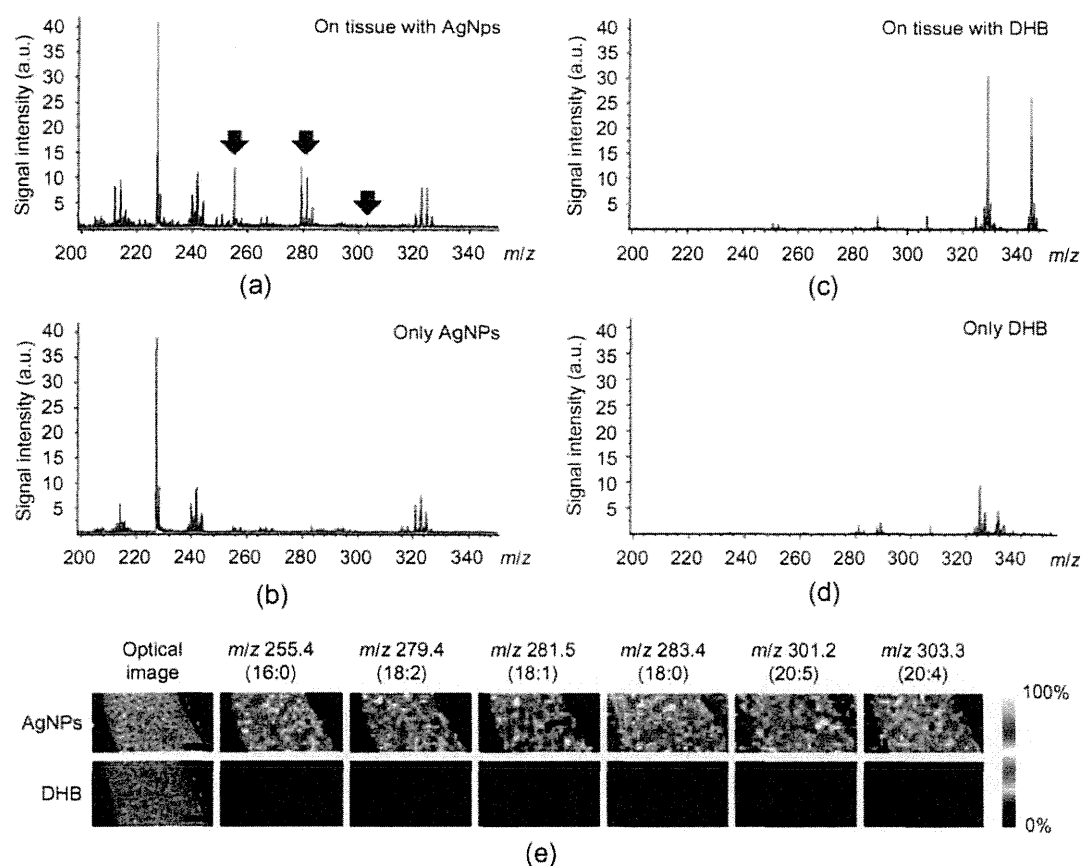 On tissue with AgNps
Signal intensity (a.u.)
40
35
30
25
20
15
10
5
200 220 240 260 280 300 320 340 m/z
(a)
On tissue with DHB
Signal intensity (a.u.)
40
35
30
25
20
15
10
5
200 220 240 260 280 300 320 340 m/z
(c)
Only AgNPs
Signal intensity (a.u.)
40
35
30
25
20
15
10
5
200 220 240 260 280 300 320 340 m/z
(b)
Only DHB
Signal intensity (a.u.)
40
35
30
25
20
15
10
5
200 220 240 260 280 300 320 340 m/z
(d)
Optical image
m/z 255.4 (16:0)
m/z 279.4 (18:2)
m/z 281.5 (18:1)
m/z 283.4 (18:0)
m/z 301.2 (20:5)
m/z 303.3 (20:4)
AgNPs
DHB
100%
0%
(e)